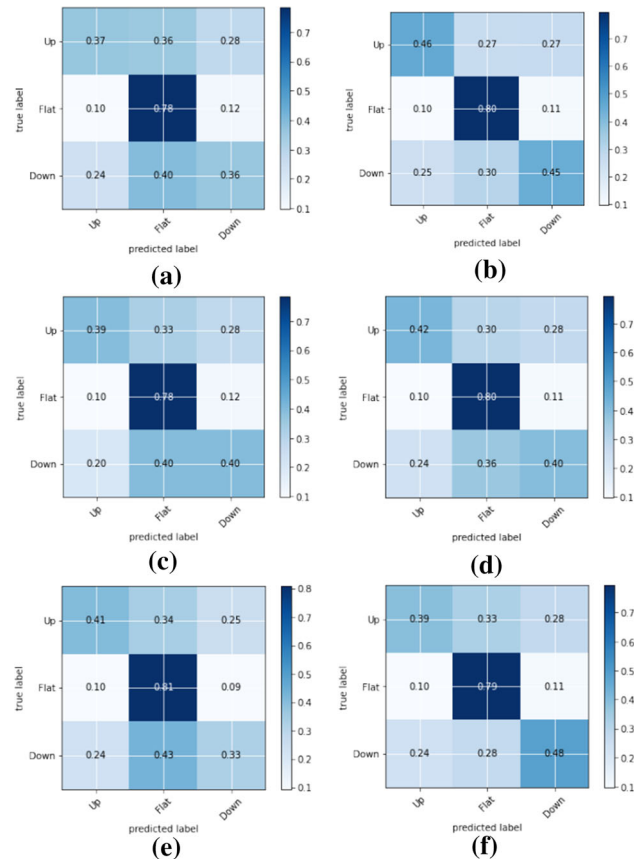 Up 0.37 0.36 0.28 0.7
0.6
true label Flat 0.10 0.78 0.12 0.5
0.4
0.3
Down 0.24 0.40 0.36 0.2
0.1
Up Flat Down
predicted label
(a)
Up 0.46 0.27 0.27 0.7
0.6
true label Flat 0.10 0.80 0.11 0.5
0.4
0.3
Down 0.25 0.30 0.45 0.2
0.1
Up Flat Down
predicted label
(b)
Up 0.39 0.33 0.28 0.7
0.6
true label Flat 0.10 0.78 0.12 0.5
0.4
0.3
Down 0.20 0.40 0.40 0.2
0.1
Up Flat Down
predicted label
(c)
Up 0.42 0.30 0.28 0.7
0.6
true label Flat 0.10 0.80 0.11 0.5
0.4
0.3
Down 0.24 0.36 0.40 0.2
0.1
Up Flat Down
predicted label
(d)
0.8
Up 0.41 0.34 0.25 0.7
0.6
true label Flat 0.10 0.81 0.09 0.5
0.4
0.3
Down 0.24 0.43 0.33 0.2
0.1
Up Flat Down
predicted label
(e)
Up 0.39 0.33 0.28 0.7
0.6
true label Flat 0.10 0.79 0.11 0.5
0.4
0.3
Down 0.24 0.28 0.48 0.2
0.1
Up Flat Down
predicted label
(f)